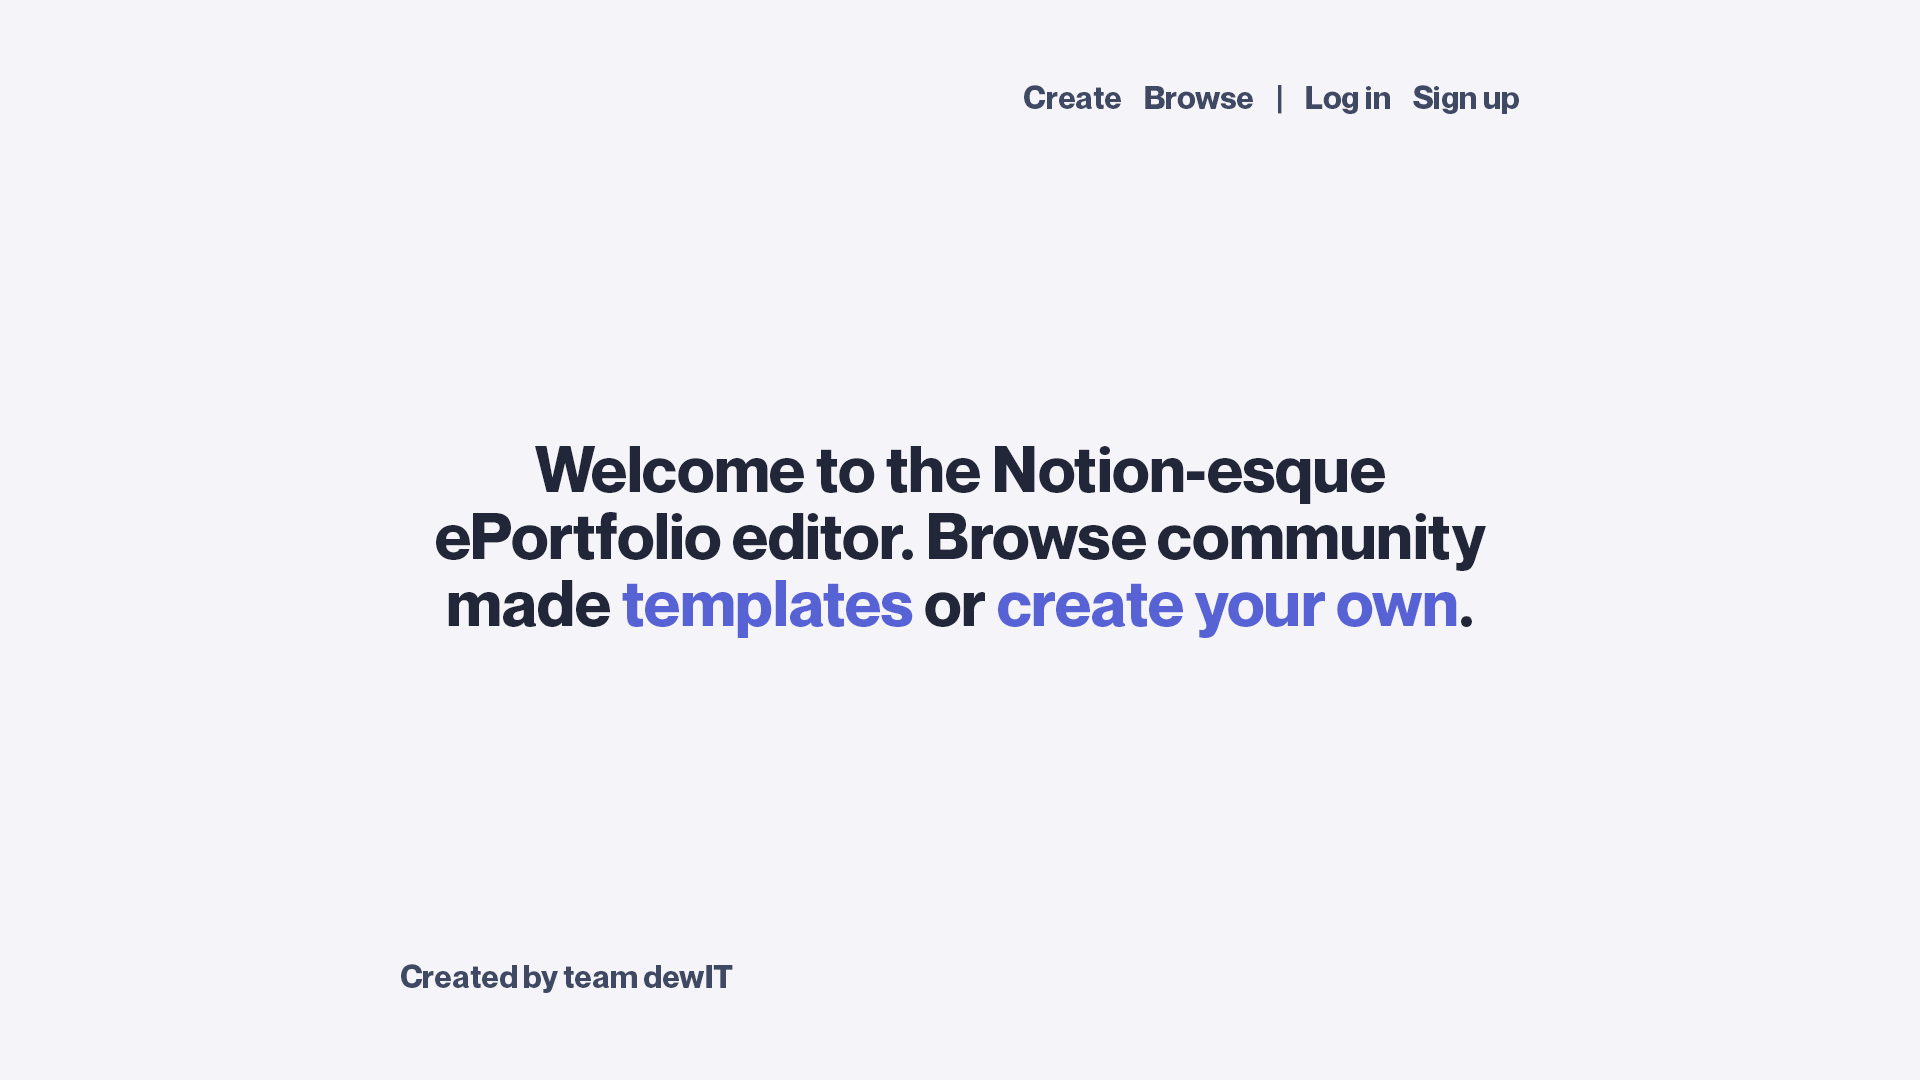 Create Browse | Log in Sign up
Welcome to the Notion-esque
ePortfolio editor. Browse community
made templates or create your own.
Created by team dewIT